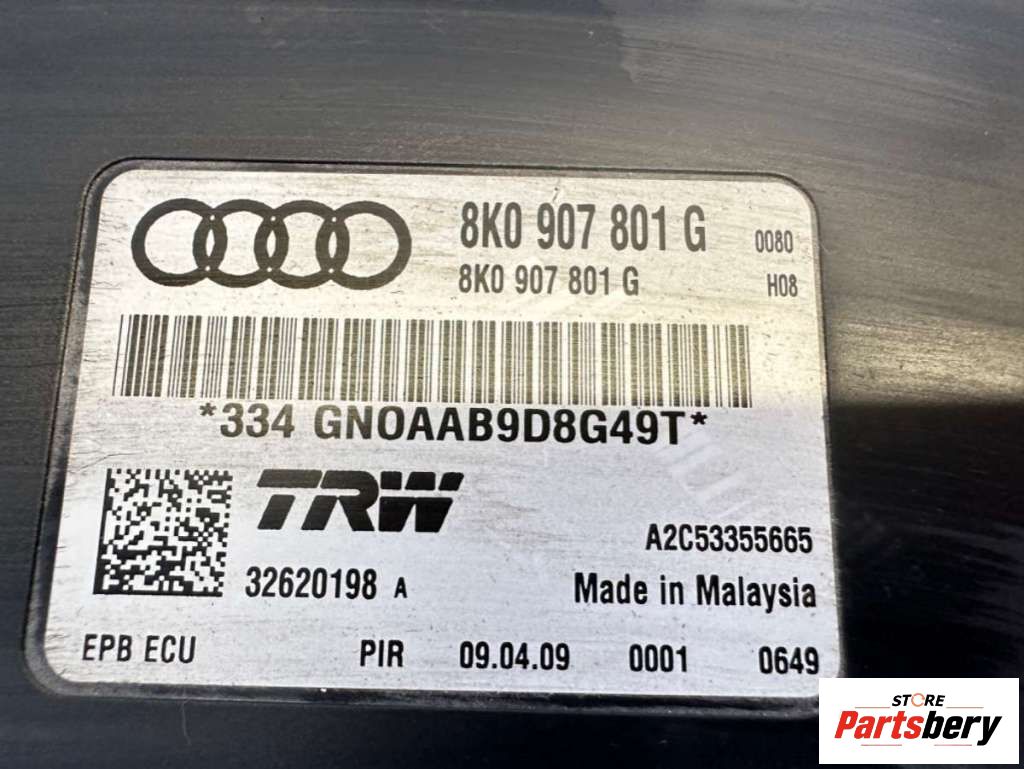 8K0 907 801 G 0080
8K0 907 801 G H08
*334 GNOAAB9D8G49T*
TRW
A2C53355665
32620198 A Made in Malaysia
EPB ECU PIR 09.04.09 0001 0649
STORE
Partsbery